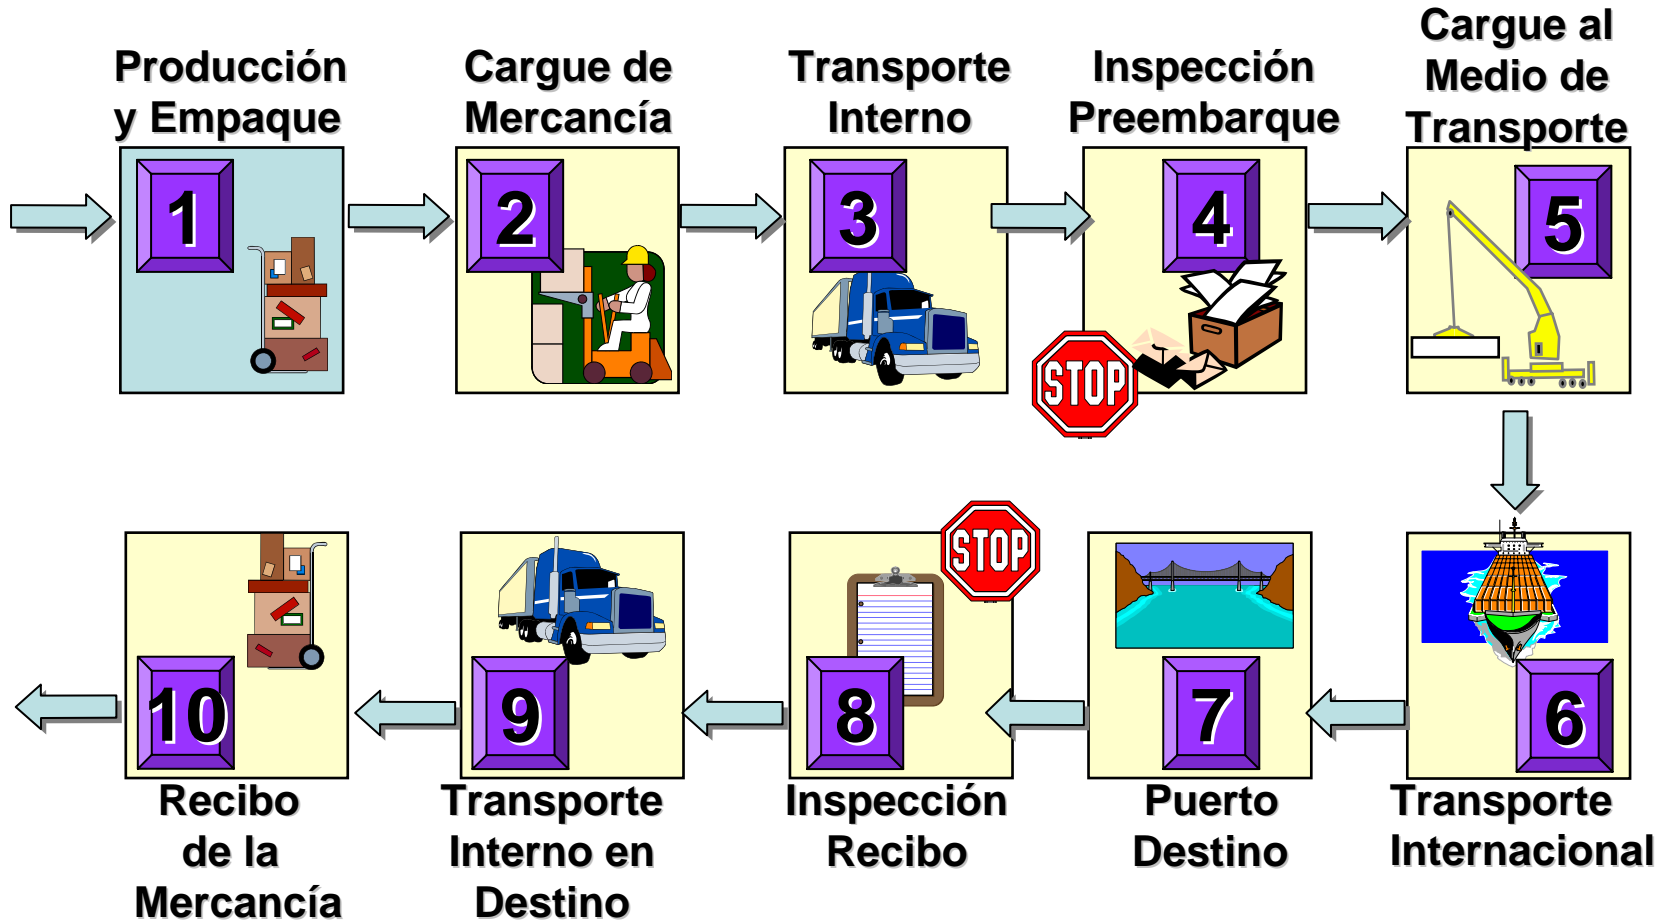 Producción
y Empaque
1
Cargue de
Mercancía
2
Transporte
Interno
3
Inspección
Preembarque
4
STOP
Cargue al
Medio de
Transporte
5
6
Transporte
Internacional
7
Puerto
Destino
STOP
8
Inspección
Recibo
9
Transporte
Interno en
Destino
10
Recibo
de la
Mercancía